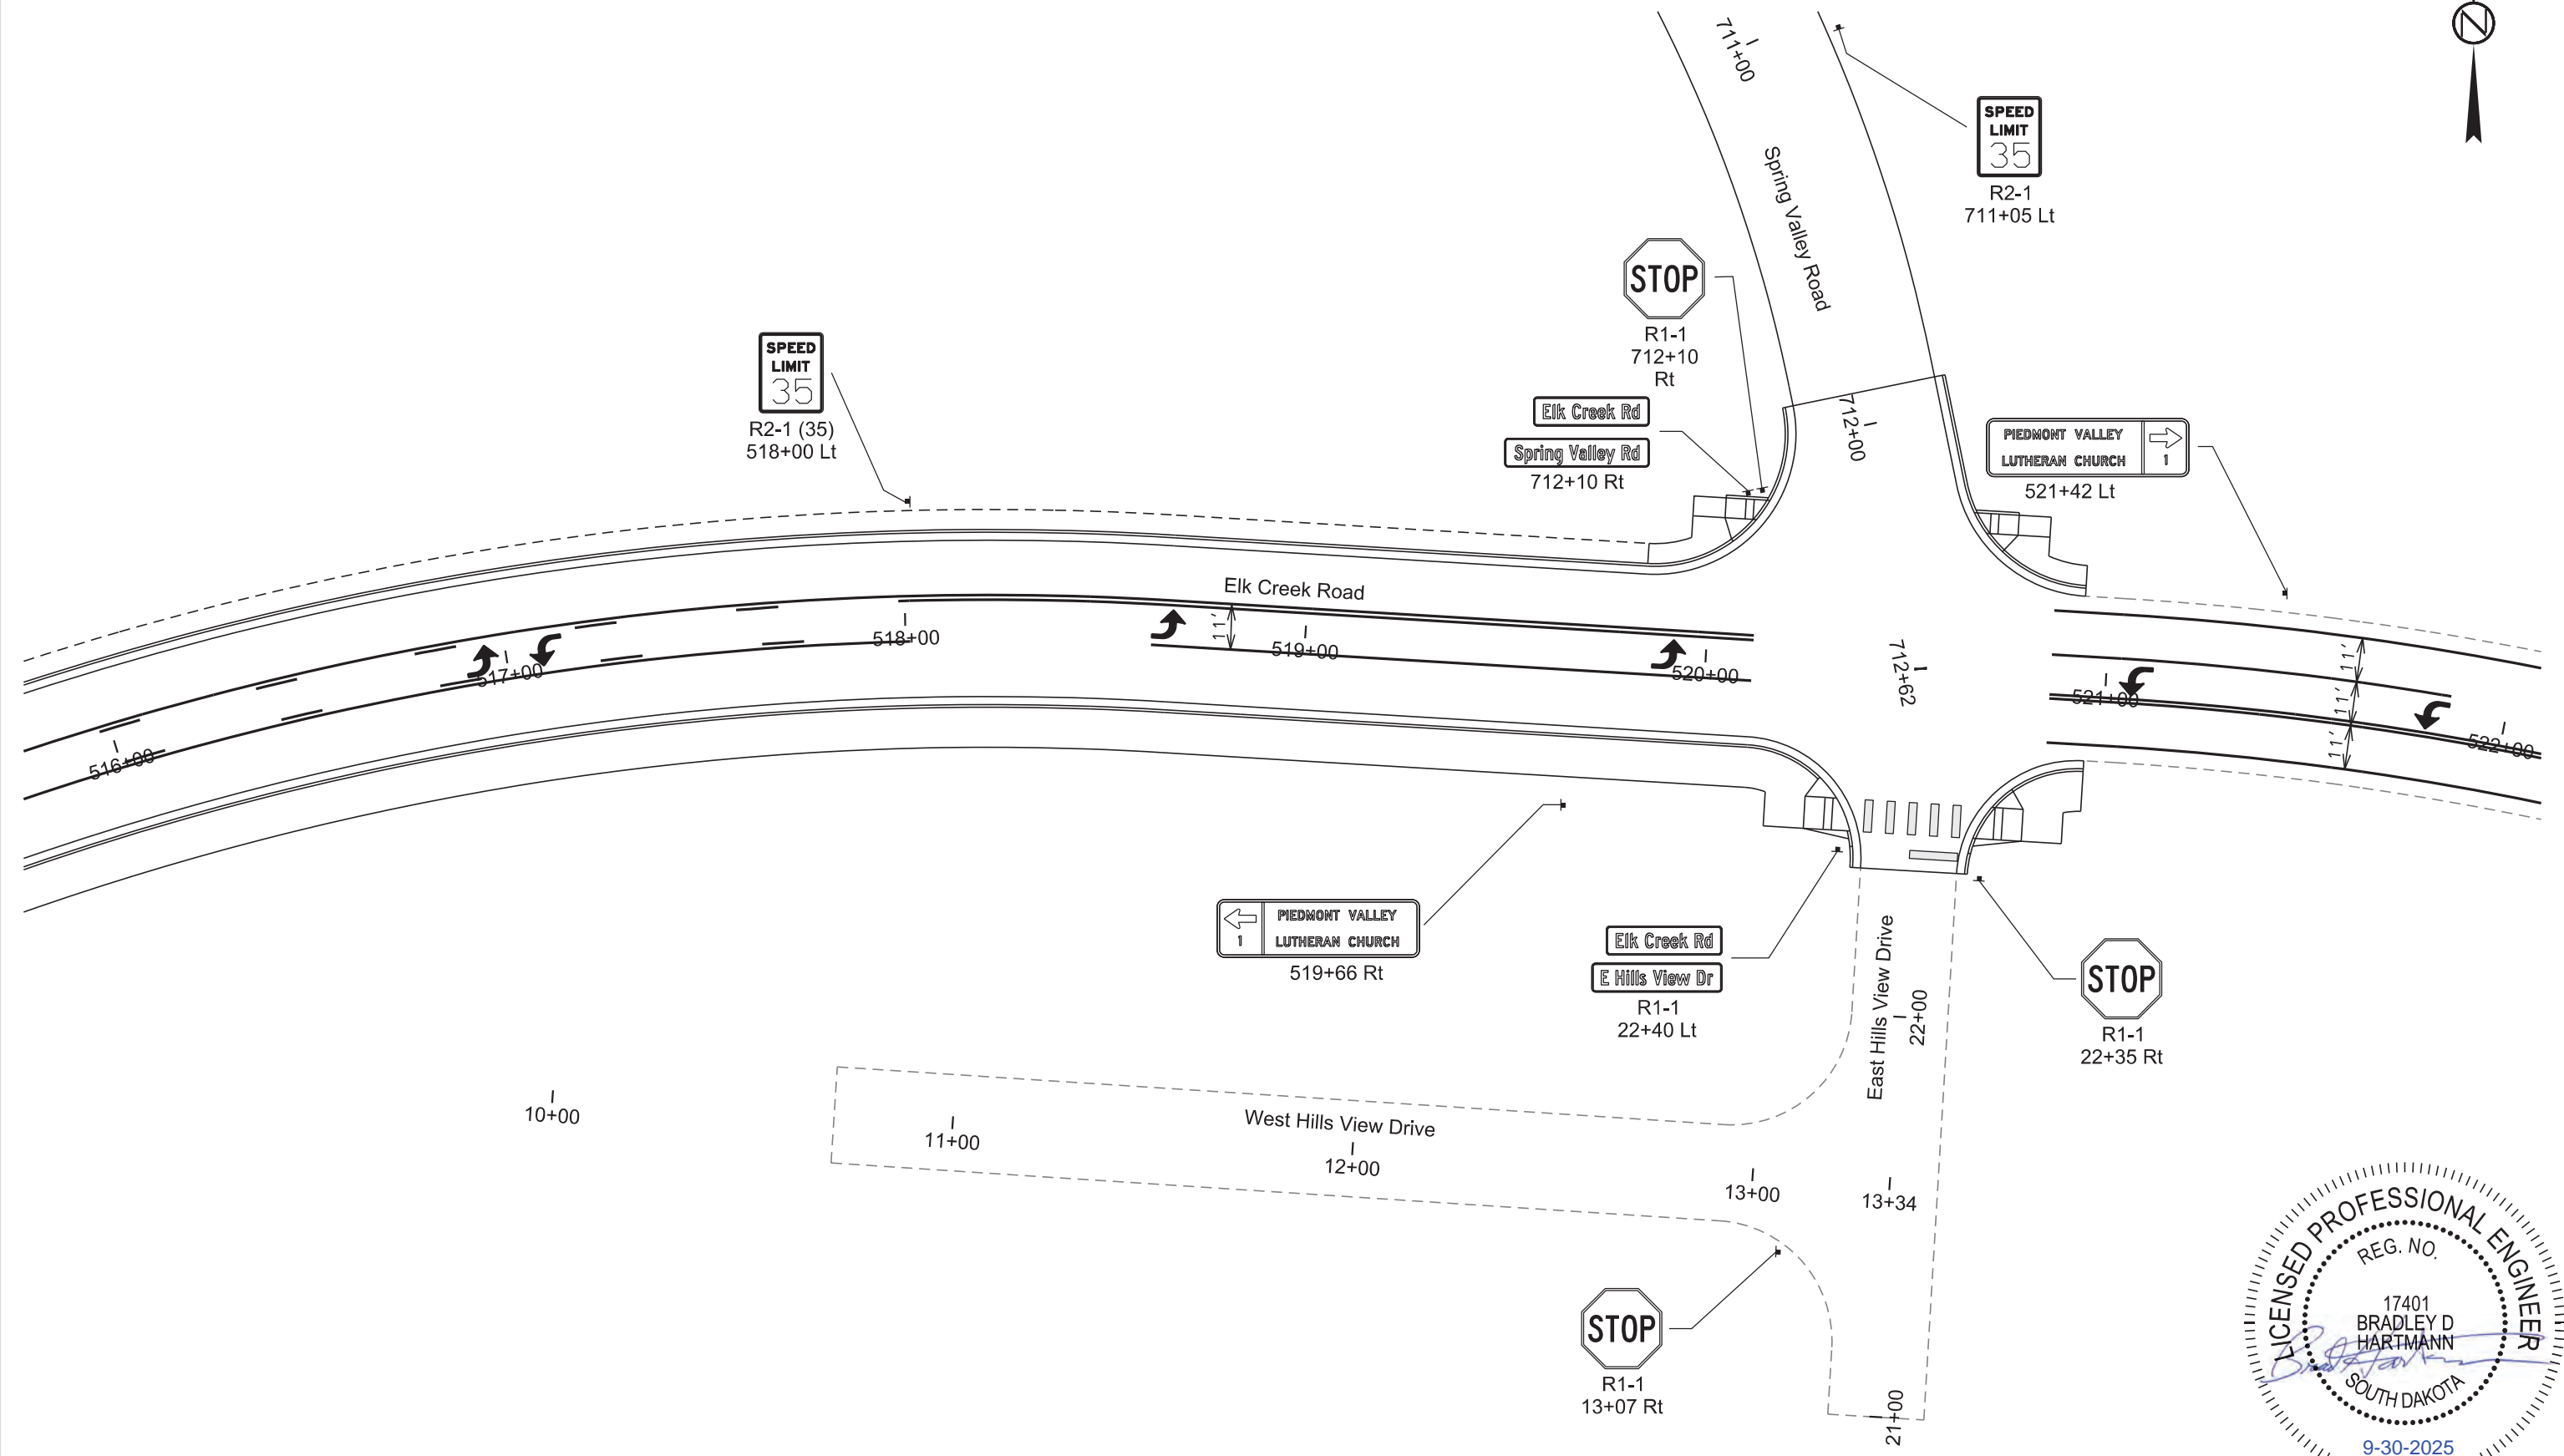 N
711+00
SPEED
LIMIT
35
R2-1
711+05 Lt
Spring Valley Road
STOP
R1-1
712+10
Rt
SPEED
LIMIT
35
R2-1 (35)
518+00 Lt
Elk Creek Rd
Spring Valley Rd
712+10 Rt
712+00
PIEDMONT VALLEY
LUTHERAN CHURCH
1
521+42 Lt
Elk Creek Road
516+00
517+00
518+00
11'
519+00
520+00
712+62
521+00
11'
11'
11'
522+00
1
PIEDMONT VALLEY
LUTHERAN CHURCH
519+66 Rt
Elk Creek Rd
E Hills View Dr
R1-1
22+40 Lt
East Hills View Drive
22+00
STOP
R1-1
22+35 Rt
10+00
11+00
West Hills View Drive
12+00
13+00
13+34
STOP
R1-1
13+07 Rt
21+00
LICENSED PROFESSIONAL ENGINEER
REG. NO.
17401
BRADLEY D
HARTMANN
SOUTH DAKOTA
9-30-2025